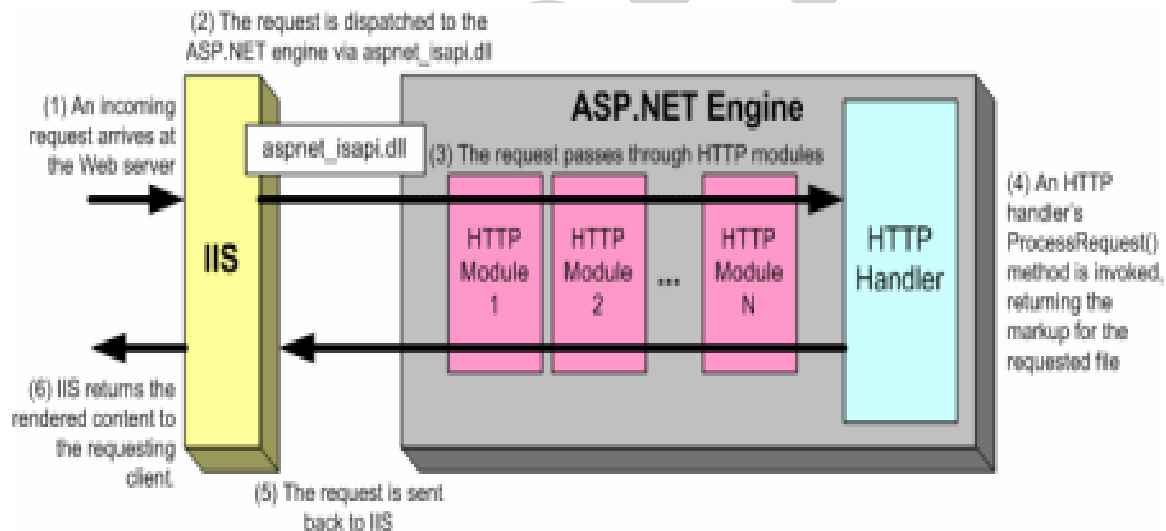 (2) The request is dispatched to the
ASP.NET engine via aspnet_isapi.dll
(1) An incoming
request arrives at
the Web server
aspnet_isapi.dll
ASP.NET Engine
(3) The request passes through HTTP modules
IIS
HTTP
Module
1
HTTP
Module
2
...
HTTP
Module
N
HTTP
Handler
(4) An HTTP
handler's
ProcessRequest()
method is invoked,
returning the
markup for the
requested file
(6) IIS returns the
rendered content to
the requesting
client.
(5) The request is sent
back to IIS